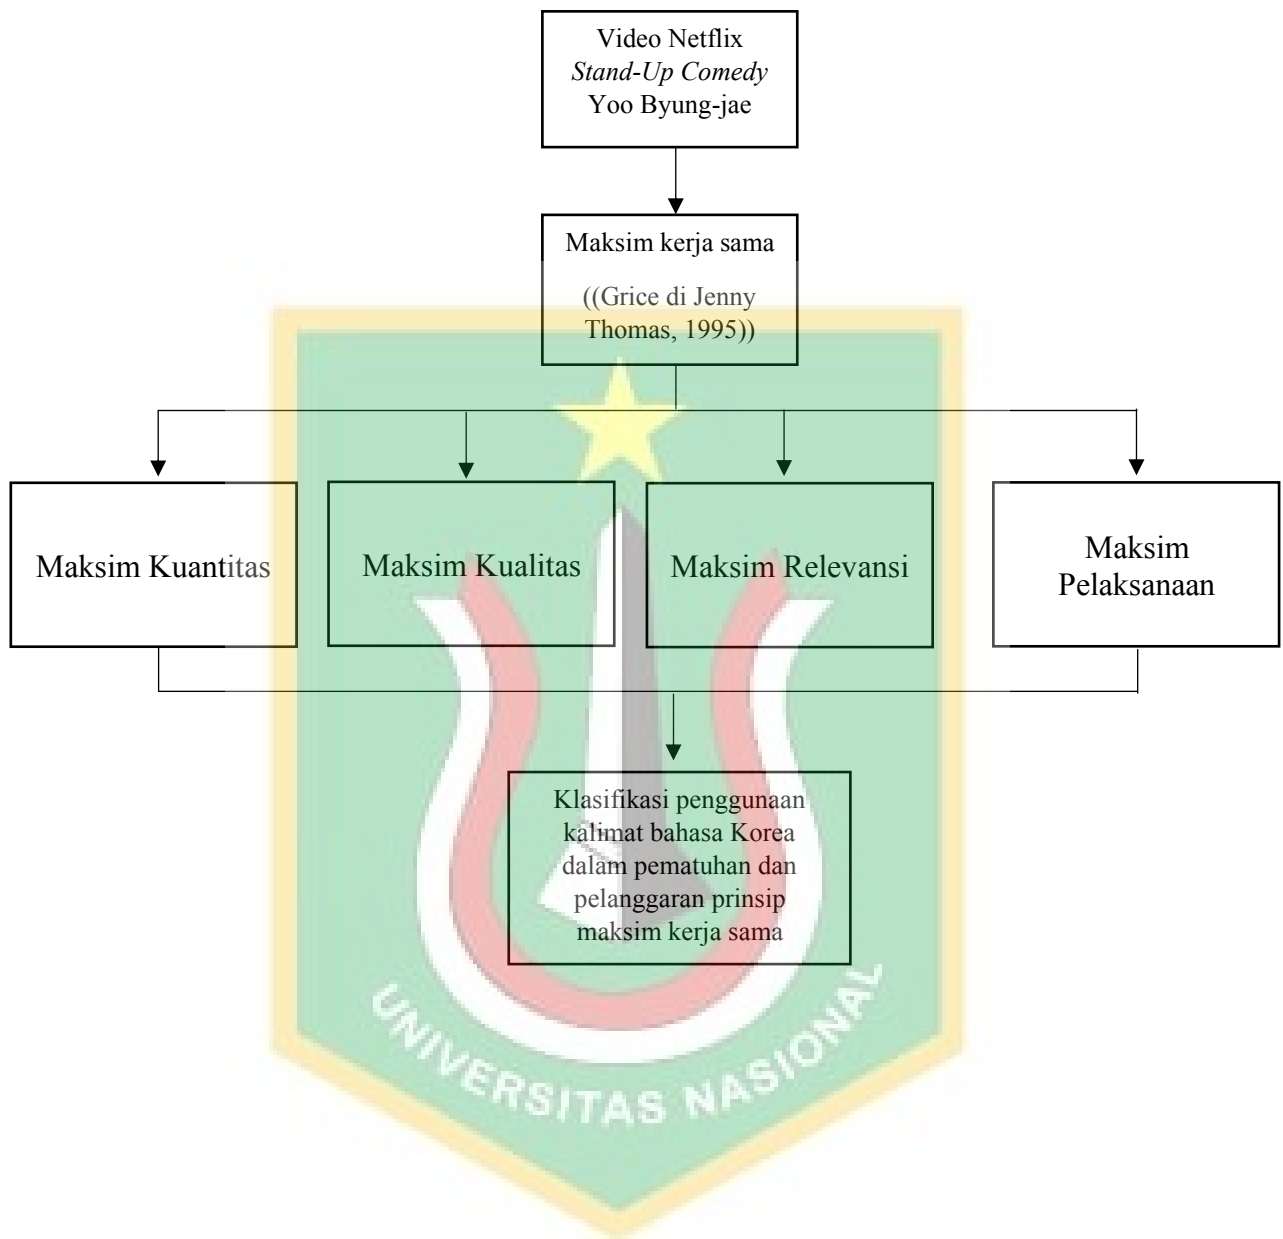 Video Netflix
Stand-Up Comedy
Yoo Byung-jae
Maksim kerja sama
((Grice di Jenny
Thomas, 1995))
Maksim Kuantitas
Maksim Kualitas
Maksim Relevansi
Maksim
Pelaksanaan
Klasifikasi penggunaan
kalimat bahasa Korea
dalam pematuhan dan
pelanggaran prinsip
maksim kerja sama
UNIVERSITAS NASIONAL